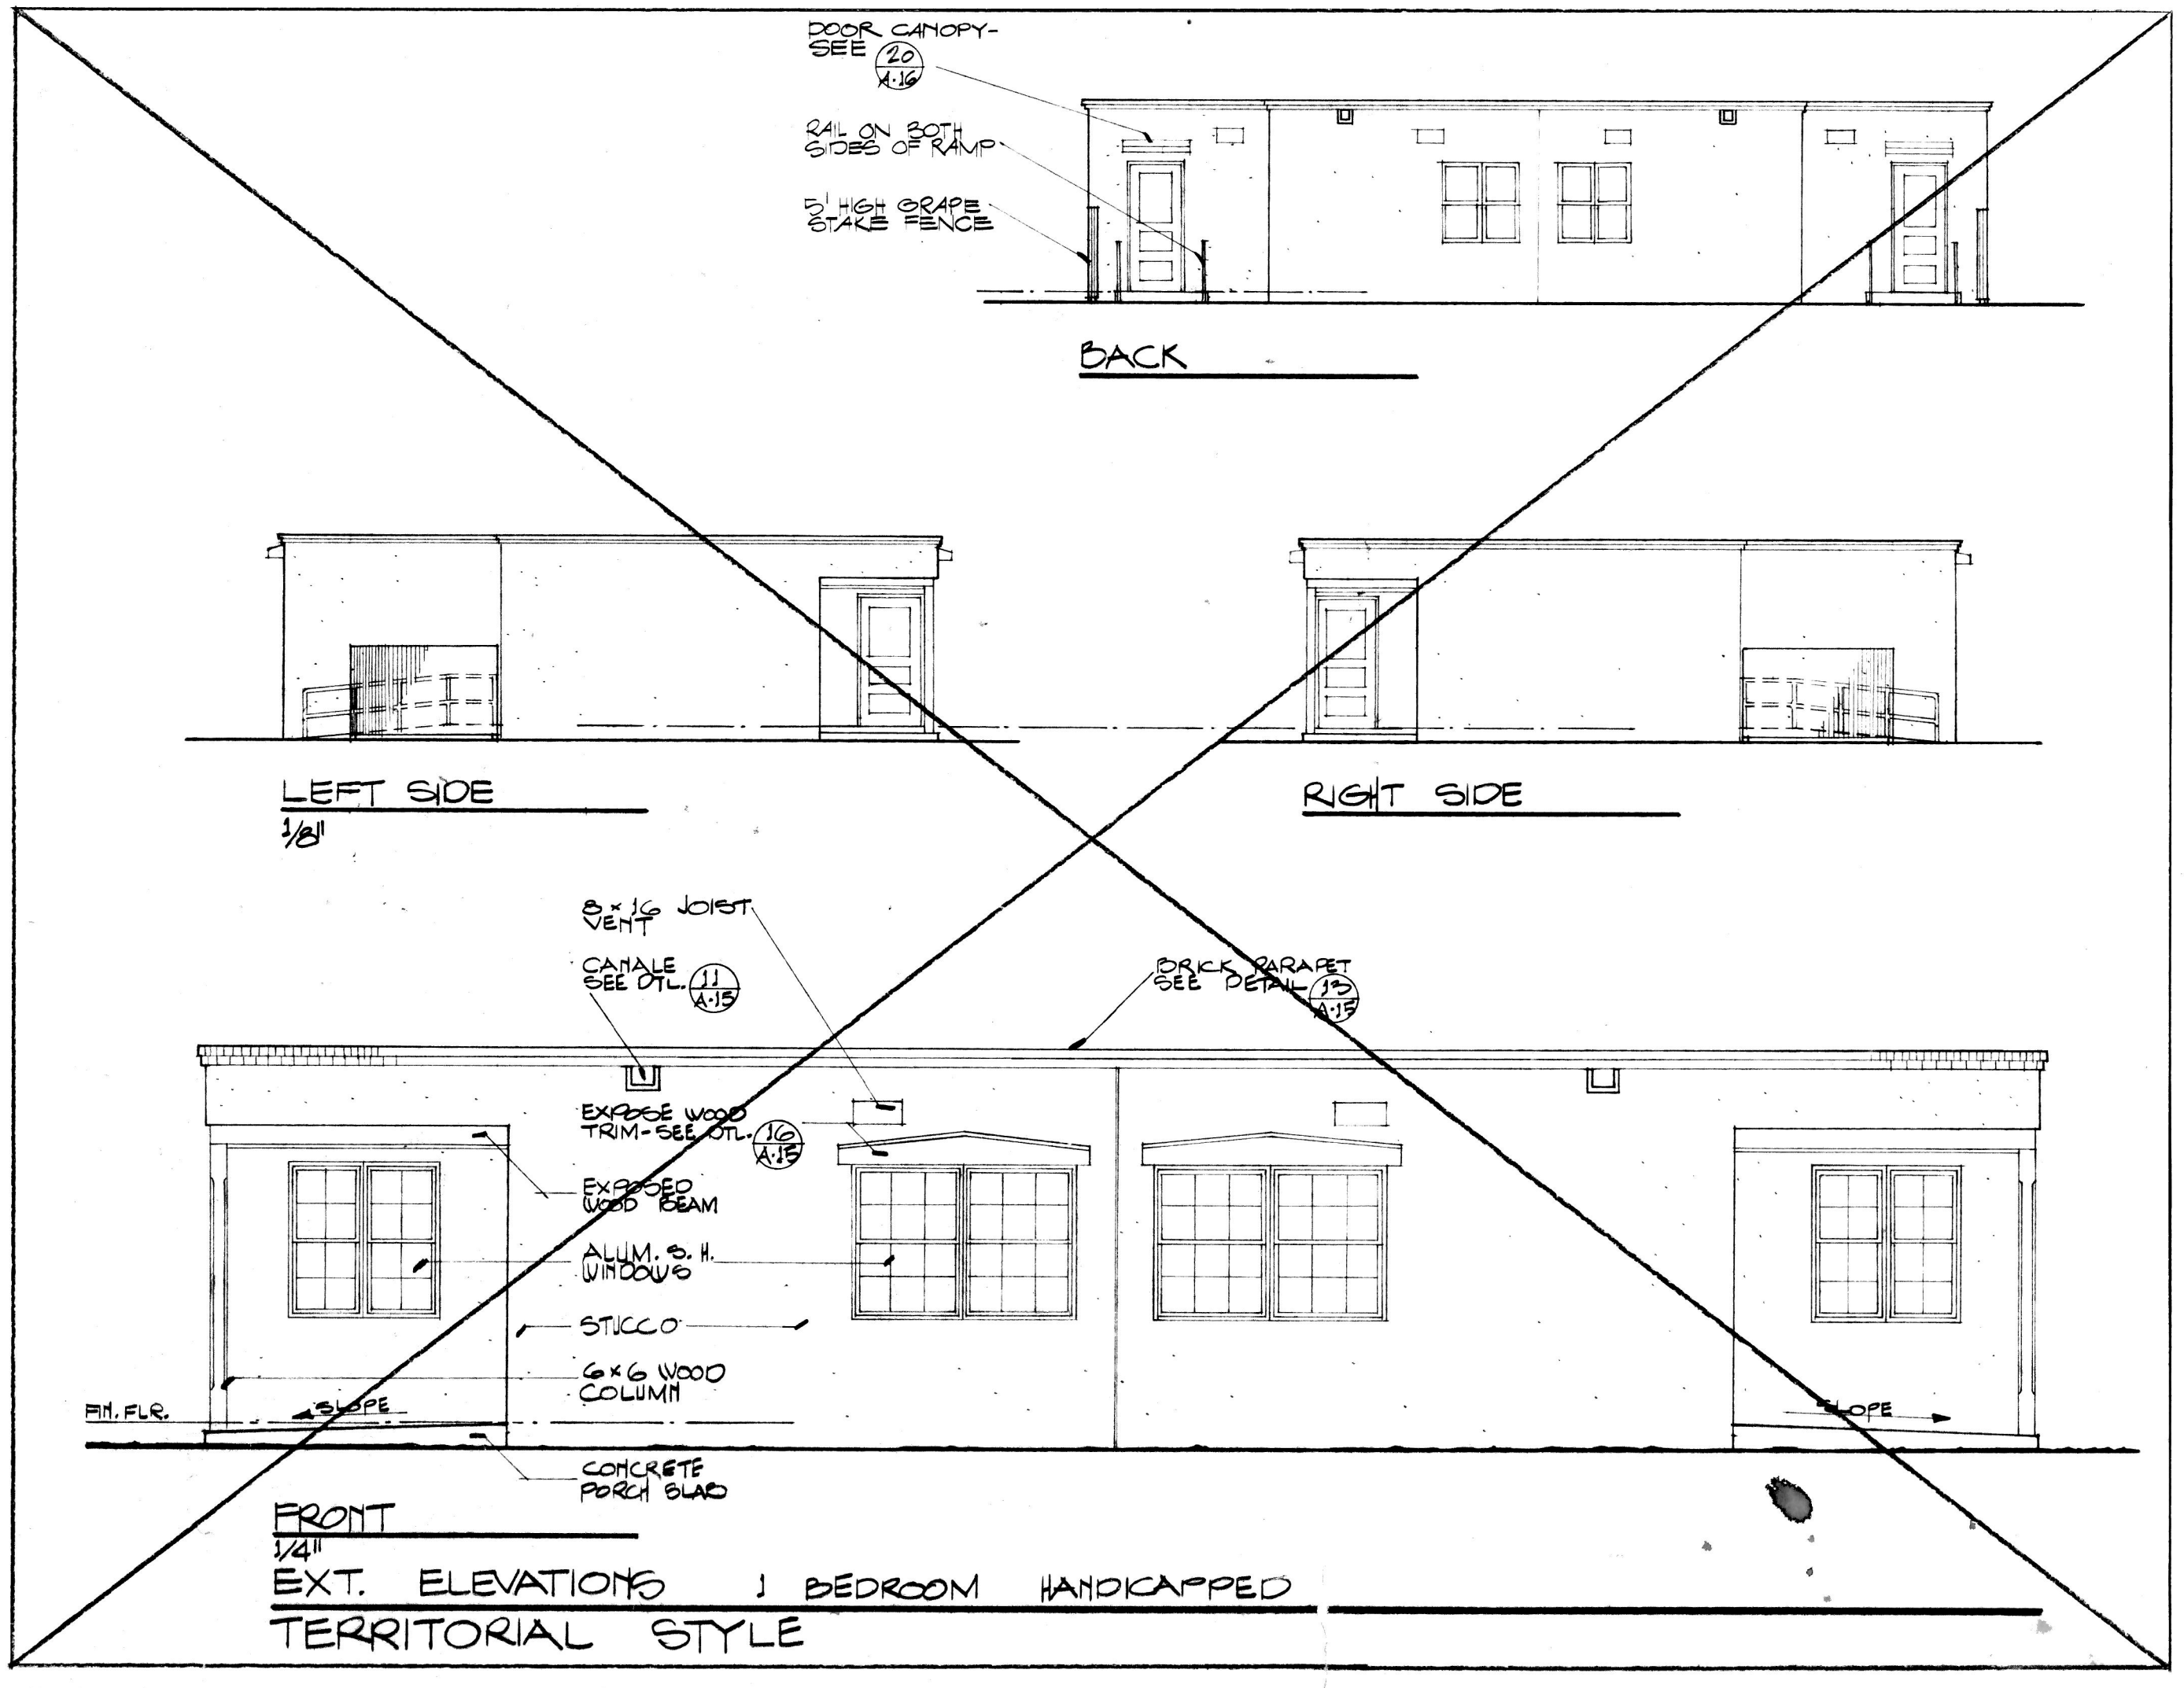 DOOR CANOPY-
SEE 20
A·16
RAIL ON BOTH
SIDES OF RAMP
5' HIGH GRAPE
STAKE FENCE
BACK
LEFT SIDE
1/8"
RIGHT SIDE
8 x 16 JOIST
VENT
CANALE
SEE DTL. 11
A·15
BRICK PARAPET
SEE DETAIL 13
A·15
EXPOSE WOOD
TRIM-SEE DTL. 16
A·15
EXPOSED
WOOD BEAM
ALUM. S. H.
WINDOWS
STUCCO
6 x 6 WOOD
COLUMN
FIN. FLR.
SLOPE
SLOPE
CONCRETE
PORCH SLAB
FRONT
1/4"
EXT. ELEVATIONS 1 BEDROOM HANDICAPPED
TERRITORIAL STYLE